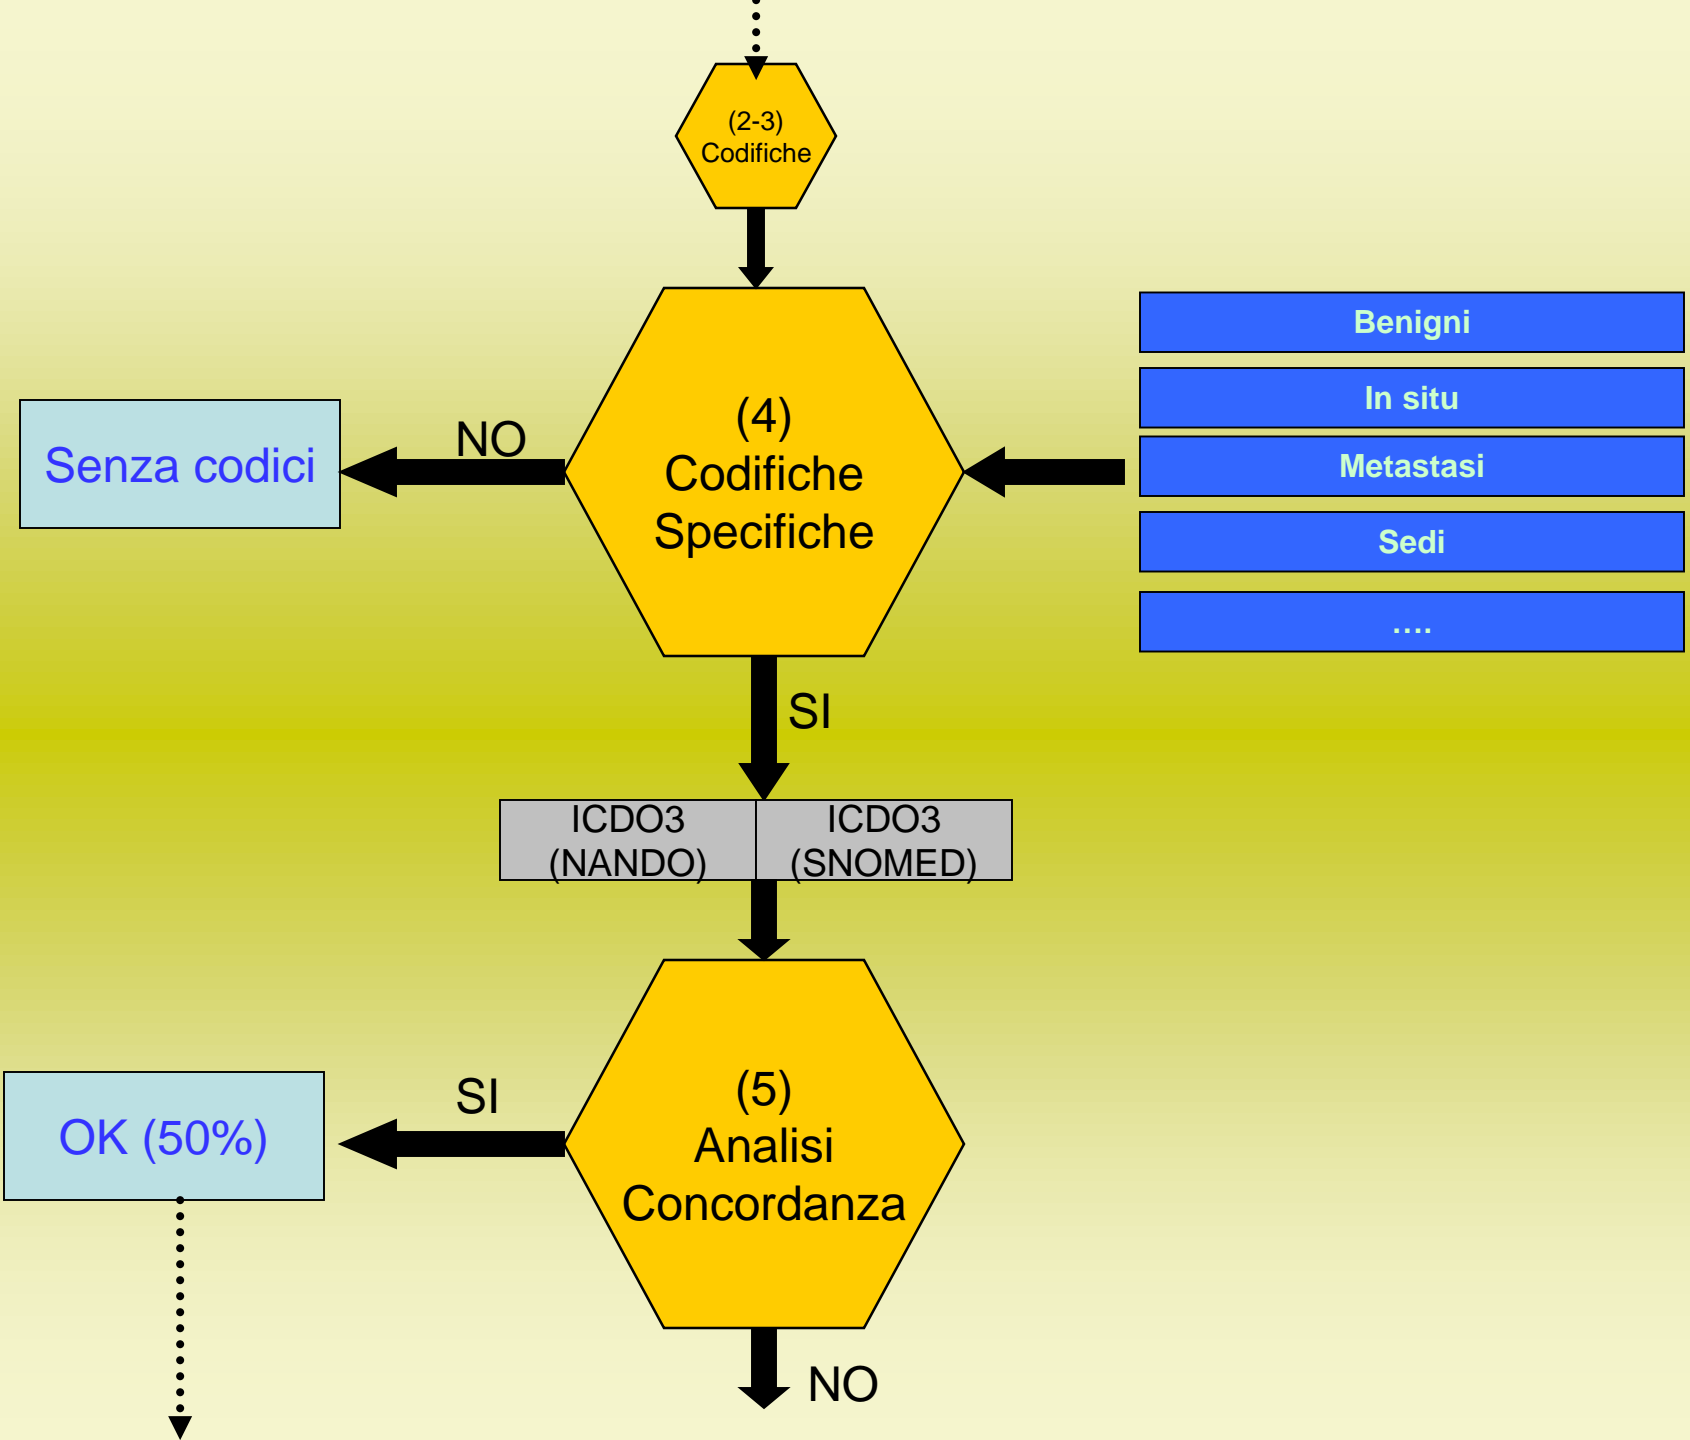 (2-3)
Codifiche
Benigni
In situ
Metastasi
Sedi
....
(4)
Codifiche
Specifiche
NO
Senza codici
SI
ICDO3
(NANDO)
ICDO3
(SNOMED)
(5)
Analisi
Concordanza
SI
OK (50%)
NO